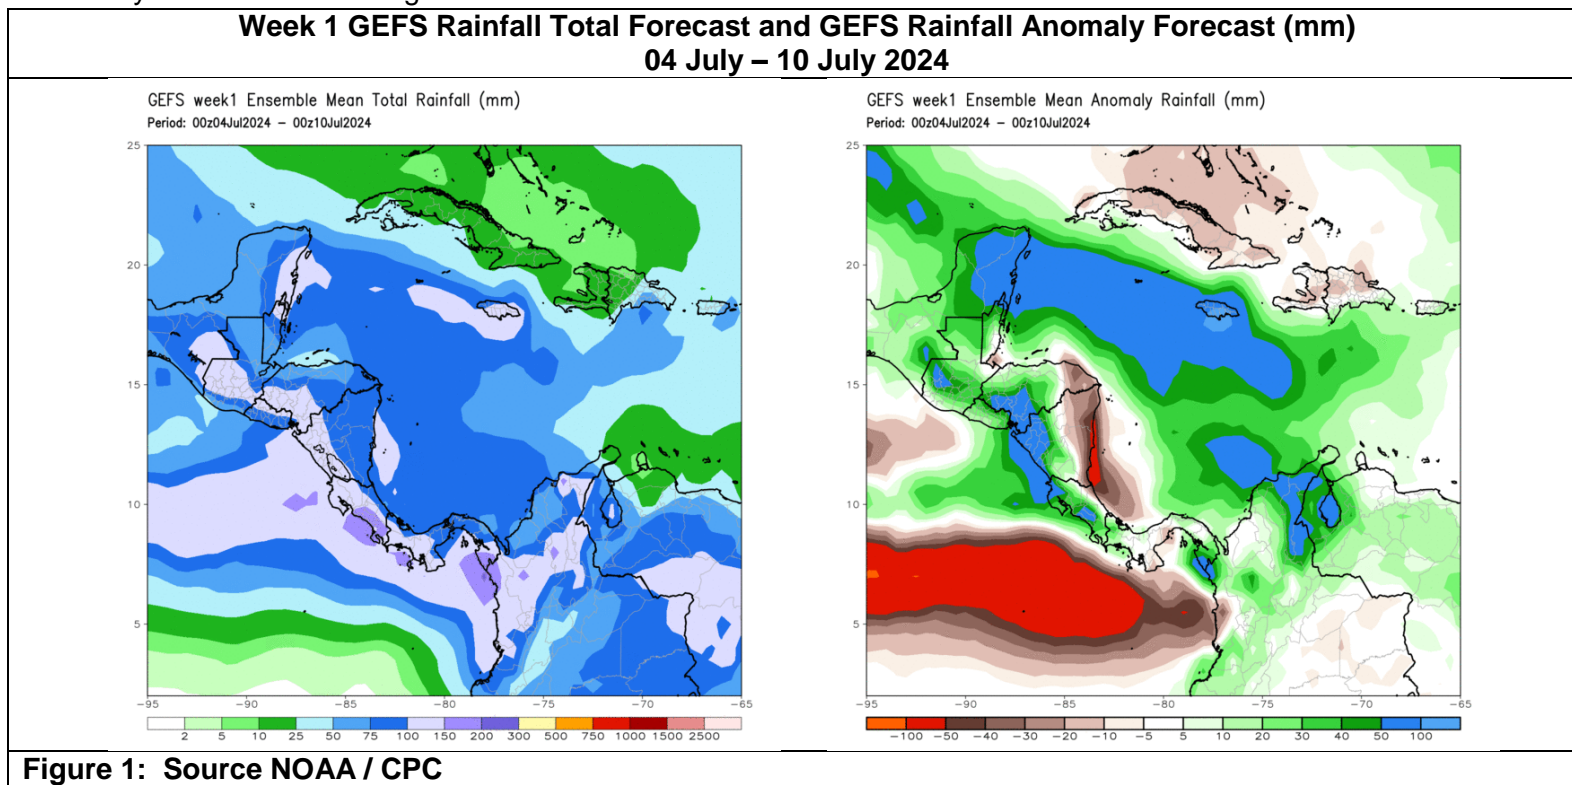 Week 1 GEFS Rainfall Total Forecast and GEFS Rainfall Anomaly Forecast (mm)
04 July – 10 July 2024
GEFS week1 Ensemble Mean Total Rainfall (mm)
Period: 00z04Jul2024 – 00z10Jul2024
25
20
15
10
5
−95 −90 −85 −80 −75 −70 −65
2 5 10 25 50 75 100 150 200 300 500 750 1000 1500 2500
GEFS week1 Ensemble Mean Anomaly Rainfall (mm)
Period: 00z04Jul2024 – 00z10Jul2024
25
20
15
10
5
−95 −90 −85 −80 −75 −70 −65
−100 −50 −40 −30 −20 −10 −5 5 10 20 30 40 50 100
Figure 1: Source NOAA / CPC